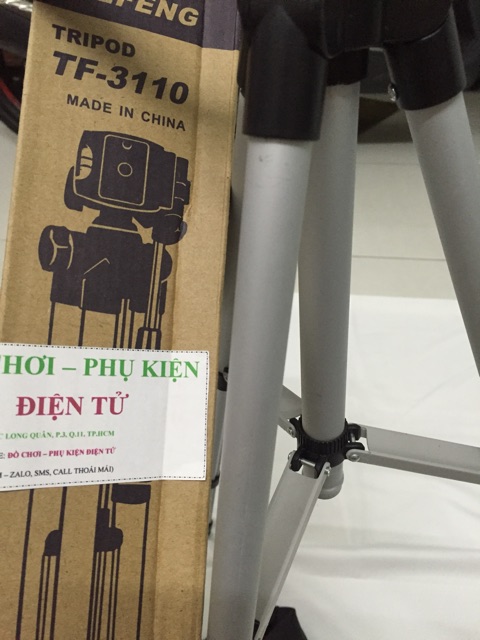 TRIPOD
TF-3110
MADE IN CHINA
CHƠI – PHỤ KIỆN
ĐIỆN TỬ
LONG QUÂN, P.3, Q.11, TP.HCM
ĐỒ CHƠI – PHỤ KIỆN ĐIỆN TỬ
– ZALO, SMS, CALL THOẢI MÁI)